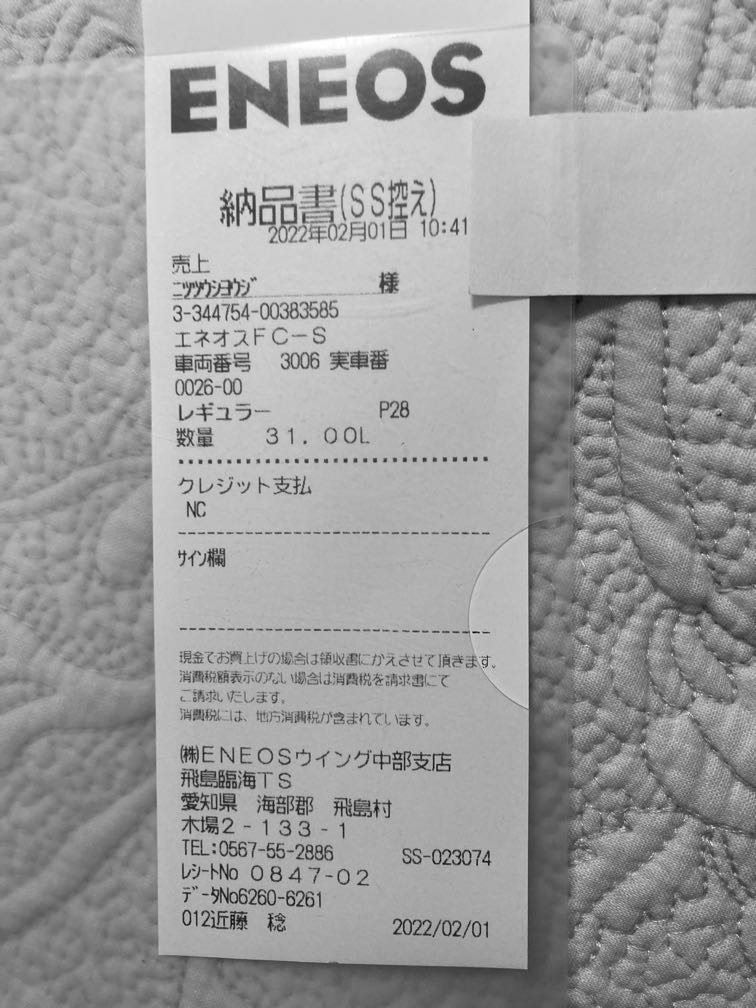 ENEOS
納品書(SS控え)
2022年02月01日 10:41
売上
ニツツウシヨウジ 様
3-344754-00383585
エネオスFC-S
車両番号 3006 実車番
0026-00
レギュラー P28
数量 31.00L
クレジット支払
NC
サイン欄
現金でお買上げの場合は領収書にかえさせて頂きます。
消費税額表示のない場合は消費税を請求書にて
ご請求いたします。
消費税には、地方消費税が含まれています。
(株)ENEOSウイング中部支店
飛島臨海TS
愛知県 海部郡 飛島村
木場2-133-1
TEL:0567-55-2886 SS-023074
レシートNo 0847-02
データNo6260-6261
012近藤 稔 2022/02/01